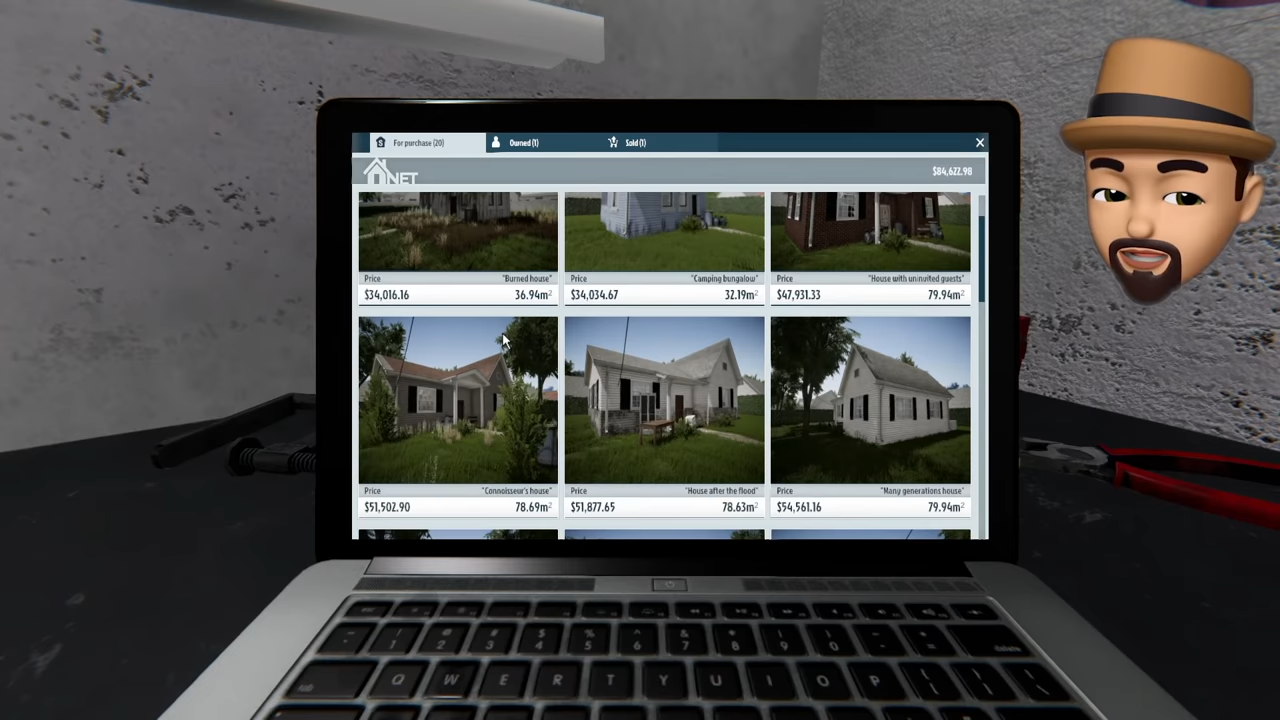 For purchase (20)
Owned (1)
Sold (1)
NET
$84,622.98
Price "Burned house"
$34,016.16 36.94m²
Price "Camping bungalow"
$34,034.67 32.19m²
Price "House with uninvited guests"
$47,931.33 79.94m²
Price "Connoisseur's house"
$51,502.90 78.69m²
Price "House after the flood"
$51,877.65 78.63m²
Price "Many generations house"
$54,561.16 79.94m²
Q W E R T Y U I O P